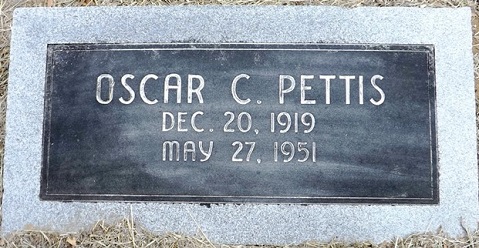 OSCAR C. PETTIS
DEC. 20, 1919
MAY 27, 1951